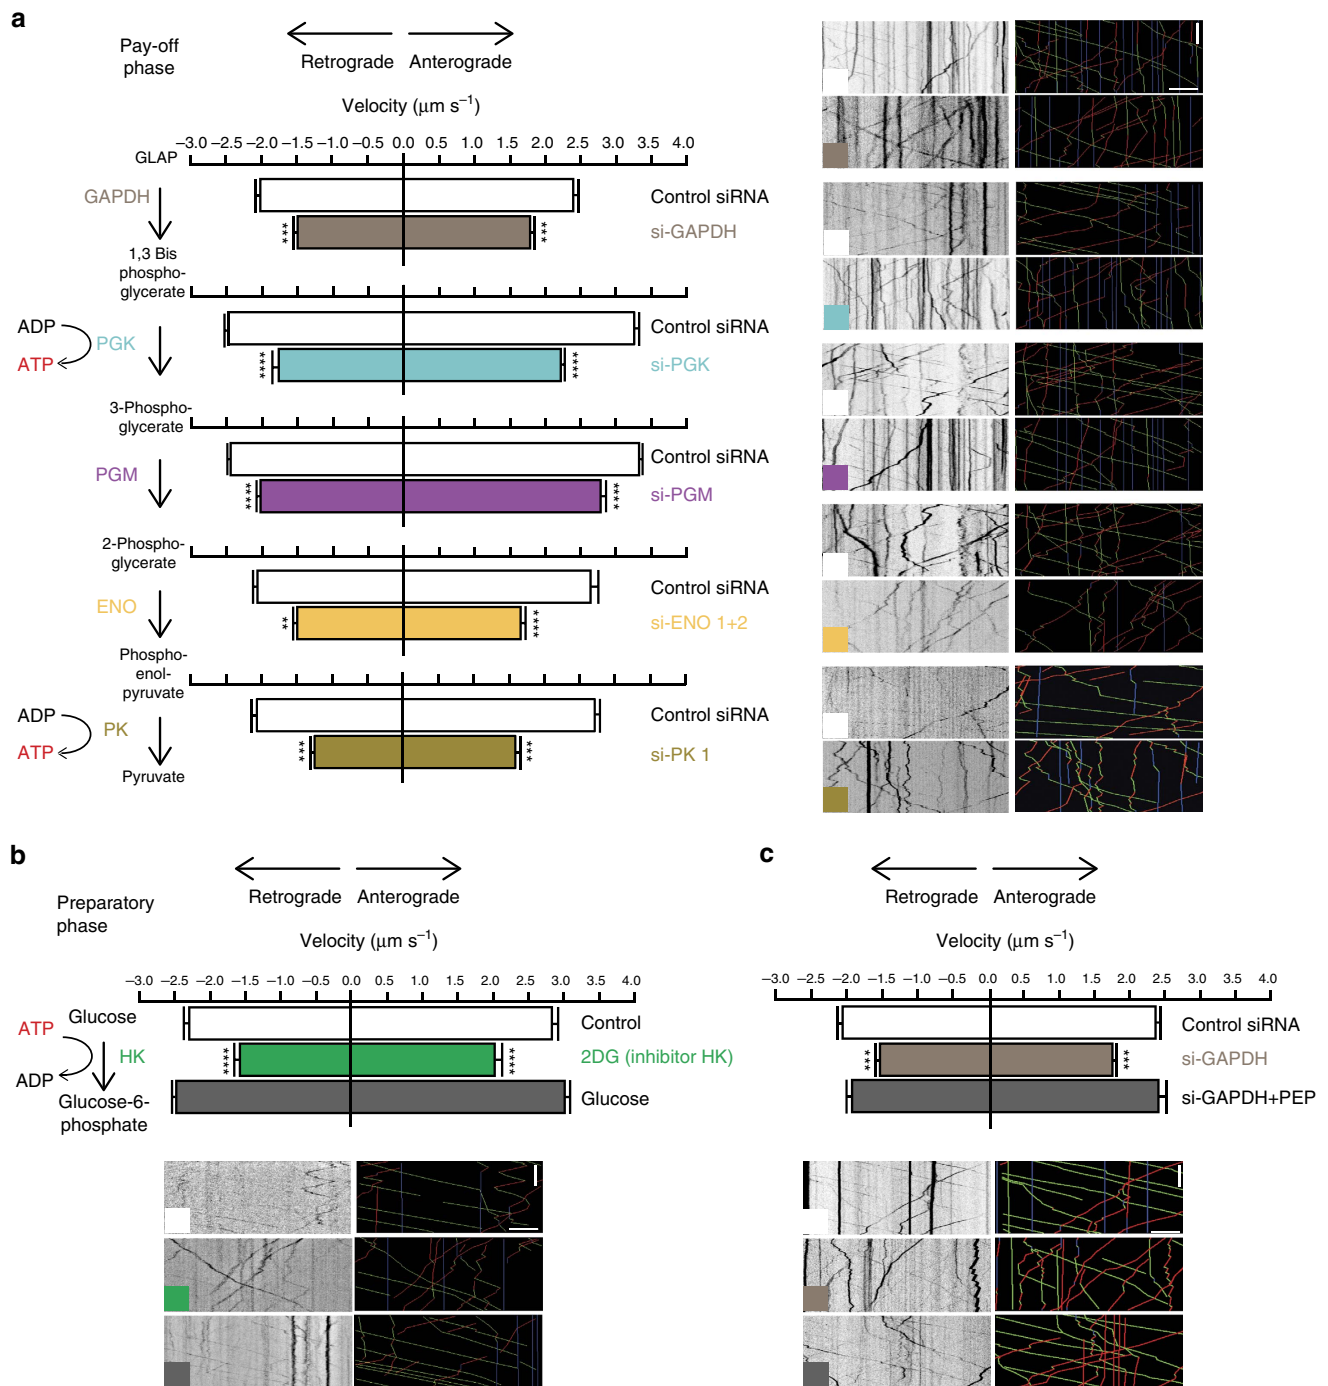 a
Pay-off
phase
Retrograde Anterograde
Velocity (μm s⁻¹)
−3.0 −2.5 −2.0 −1.5 −1.0 −0.5 0.0 0.5 1.0 1.5 2.0 2.5 3.0 3.5 4.0
GLAP
GAPDH
Control siRNA
*** ***
si-GAPDH
1,3 Bis
phospho-
glycerate
ADP
ATP
PGK
Control siRNA
**** ****
si-PGK
3-Phospho-
glycerate
PGM
Control siRNA
**** ****
si-PGM
2-Phospho-
glycerate
ENO
Control siRNA
** ****
si-ENO 1+2
Phospho-
enol-
pyruvate
ADP
ATP
PK
Control siRNA
*** ***
si-PK 1
Pyruvate
b
Preparatory
phase
Retrograde Anterograde
Velocity (μm s⁻¹)
−3.0 −2.5 −2.0 −1.5 −1.0 −0.5 0.0 0.5 1.0 1.5 2.0 2.5 3.0 3.5 4.0
Glucose
ATP
ADP
HK
Glucose-6-
phosphate
Control
**** ****
2DG (inhibitor HK)
Glucose
c
Retrograde Anterograde
Velocity (μm s⁻¹)
−3.0 −2.5 −2.0 −1.5 −1.0 −0.5 0.0 0.5 1.0 1.5 2.0 2.5 3.0 3.5 4.0
Control siRNA
*** ***
si-GAPDH
si-GAPDH+PEP